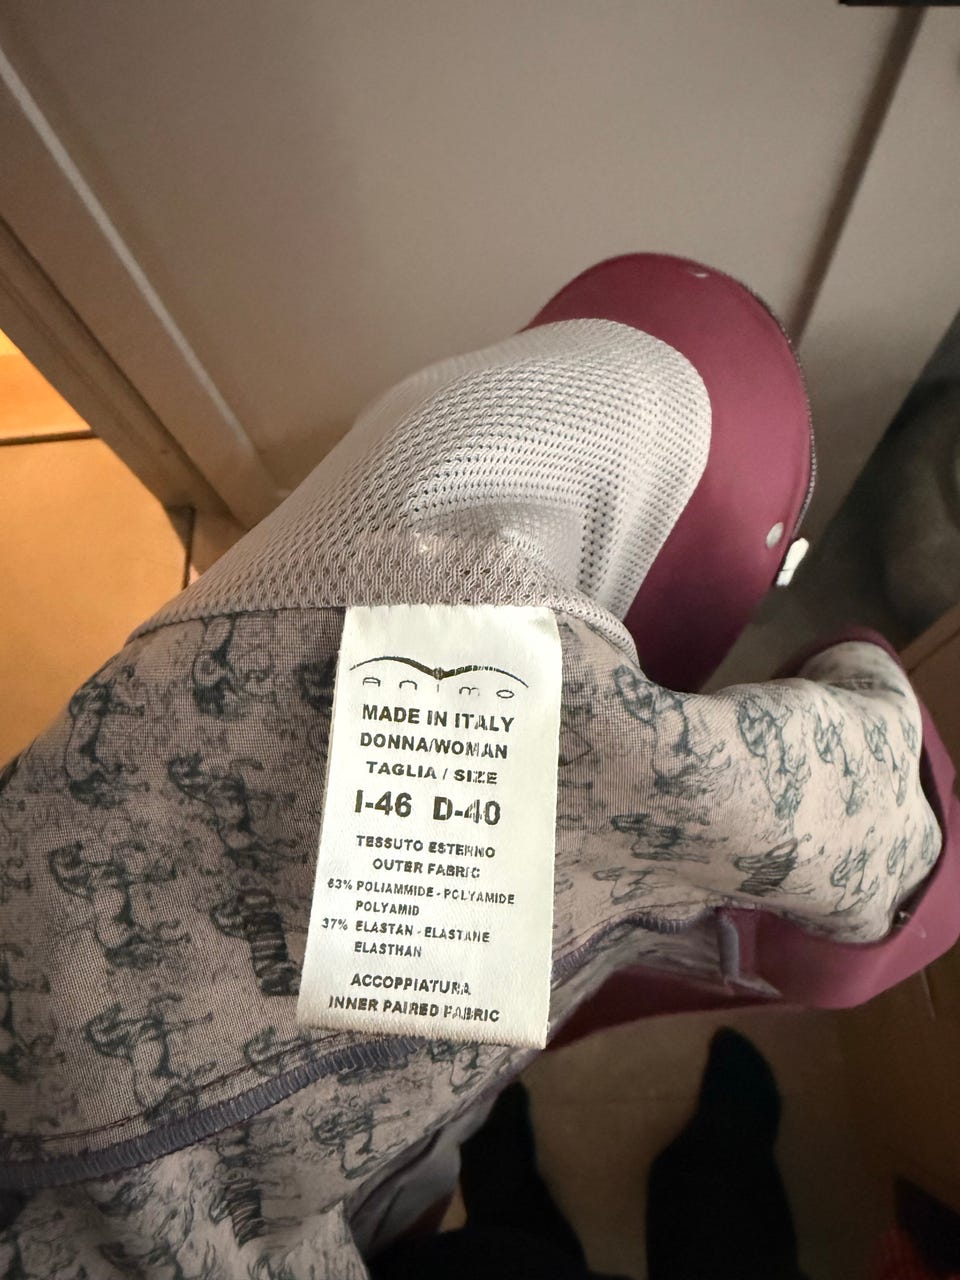 Animo
MADE IN ITALY
DONNA/WOMAN
TAGLIA / SIZE
I-46 D-40
TESSUTO ESTERNO
OUTER FABRIC
63% POLIAMMIDE - POLYAMIDE
POLYAMID
37% ELASTAN - ELASTANE
ELASTHAN
ACCOPPIATURA
INNER PAIRED FABRIC